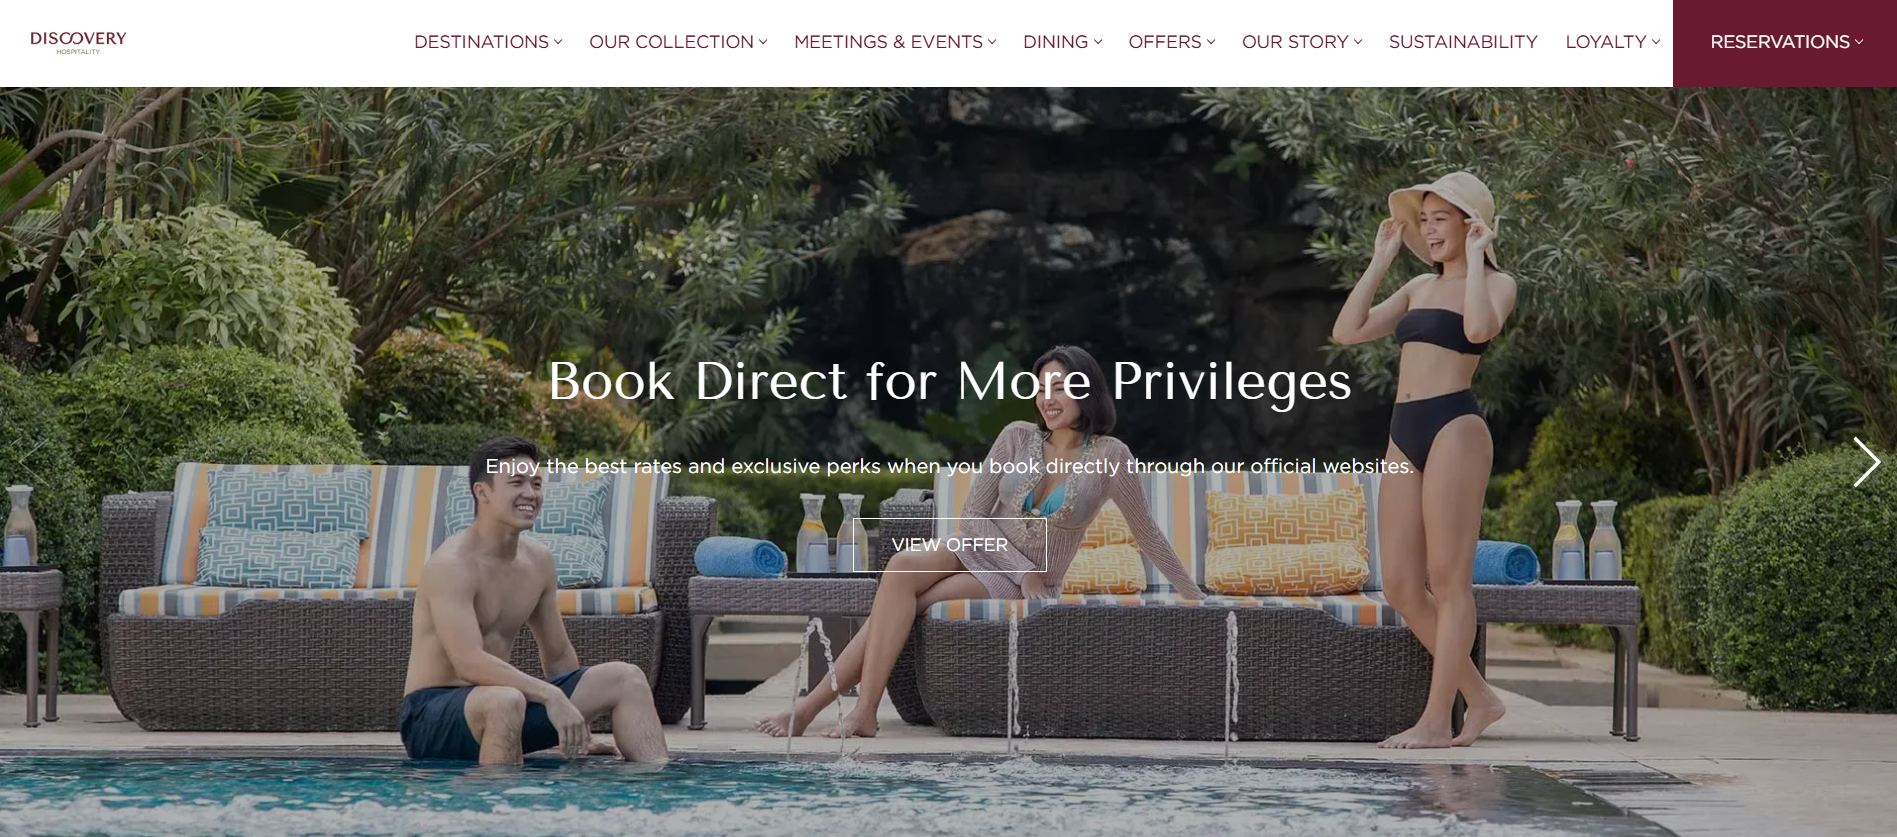 DISCOVERY
HOSPITALITY
DESTINATIONS OUR COLLECTION MEETINGS & EVENTS DINING OFFERS OUR STORY SUSTAINABILITY LOYALTY RESERVATIONS
Book Direct for More Privileges
Enjoy the best rates and exclusive perks when you book directly through our official websites.
VIEW OFFER